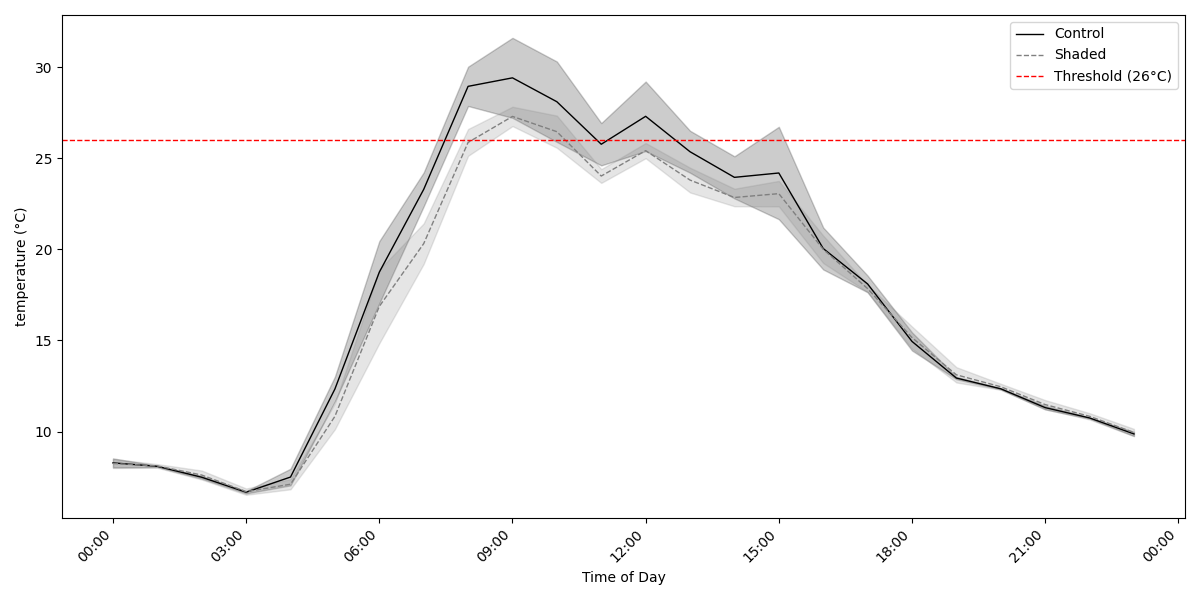 Control
Shaded
Threshold (26°C)
temperature (°C)
30
25
20
15
10
00:00 03:00 06:00 09:00 12:00 15:00 18:00 21:00 00:00
Time of Day